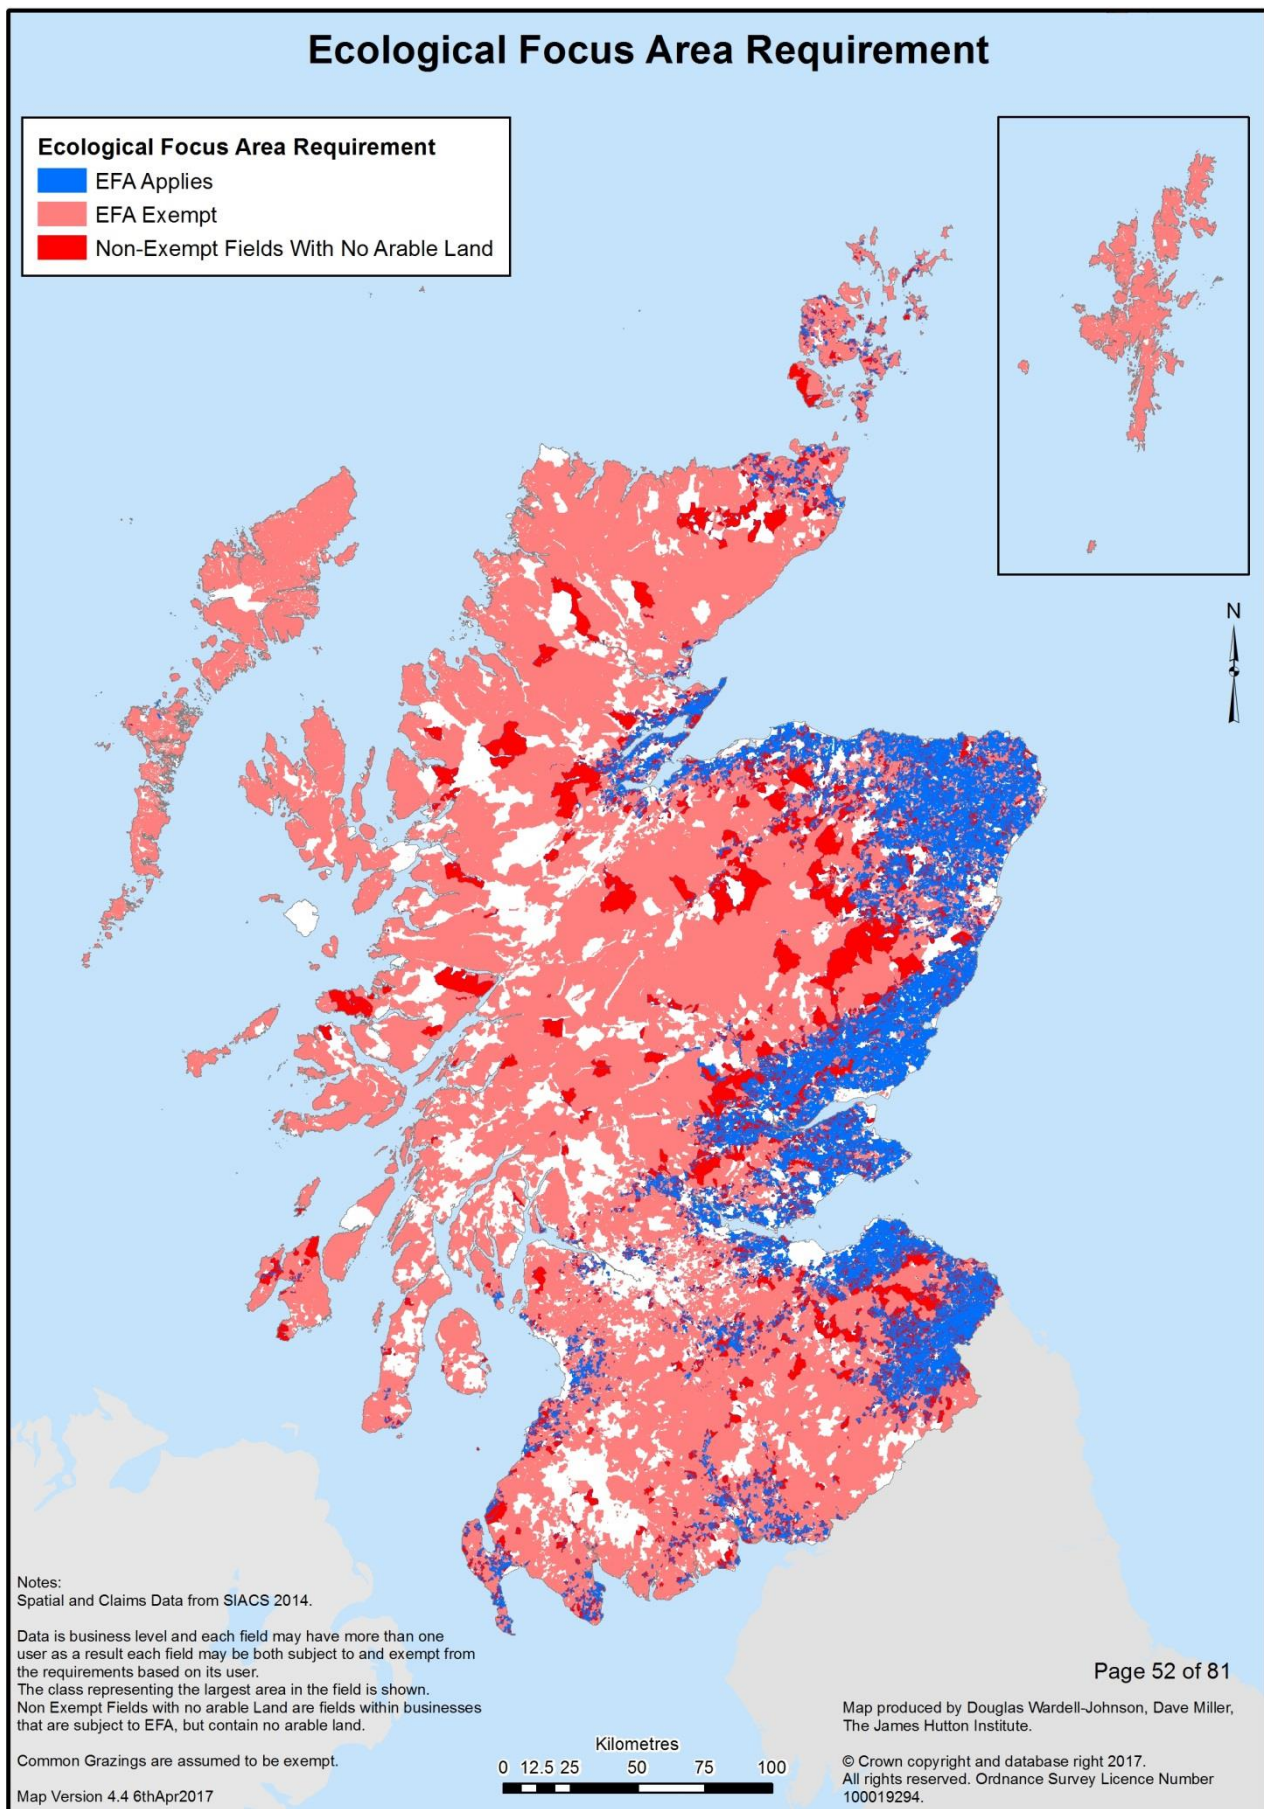 Ecological Focus Area Requirement
Ecological Focus Area Requirement
EFA Applies
EFA Exempt
Non-Exempt Fields With No Arable Land
N
Notes:
Spatial and Claims Data from SIACS 2014.
Data is business level and each field may have more than one
user as a result each field may be both subject to and exempt from
the requirements based on its user.
The class representing the largest area in the field is shown.
Non Exempt Fields with no arable Land are fields within businesses
that are subject to EFA, but contain no arable land.
Common Grazings are assumed to be exempt.
Map Version 4.4 6thApr2017
Kilometres
0 12.5 25 50 75 100
Page 52 of 81
Map produced by Douglas Wardell-Johnson, Dave Miller,
The James Hutton Institute.
© Crown copyright and database right 2017.
All rights reserved. Ordnance Survey Licence Number
100019294.